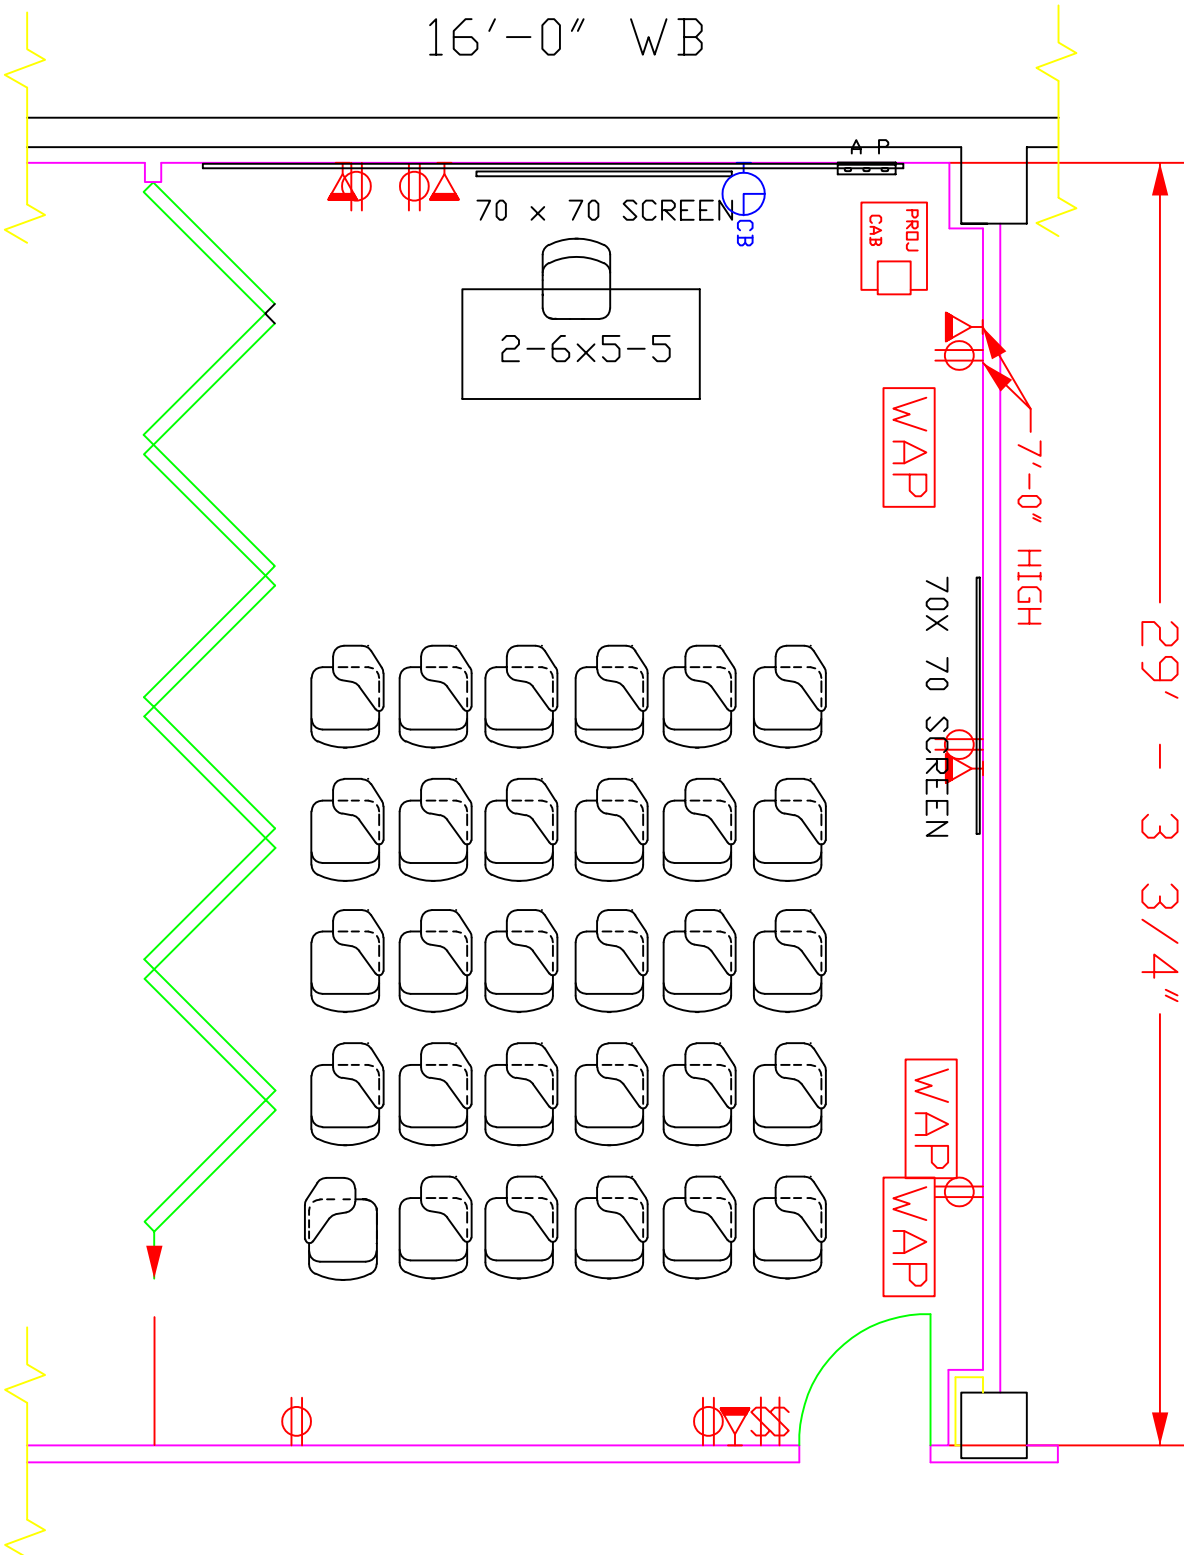 16'-0" WB
A P
70 x 70 SCREEN
CB
PROJ
CAB
2-6x5-5
WAP
7'-0" HIGH
70X 70 SCREEN
29' - 3 3/4"
WAP
WAP
SS